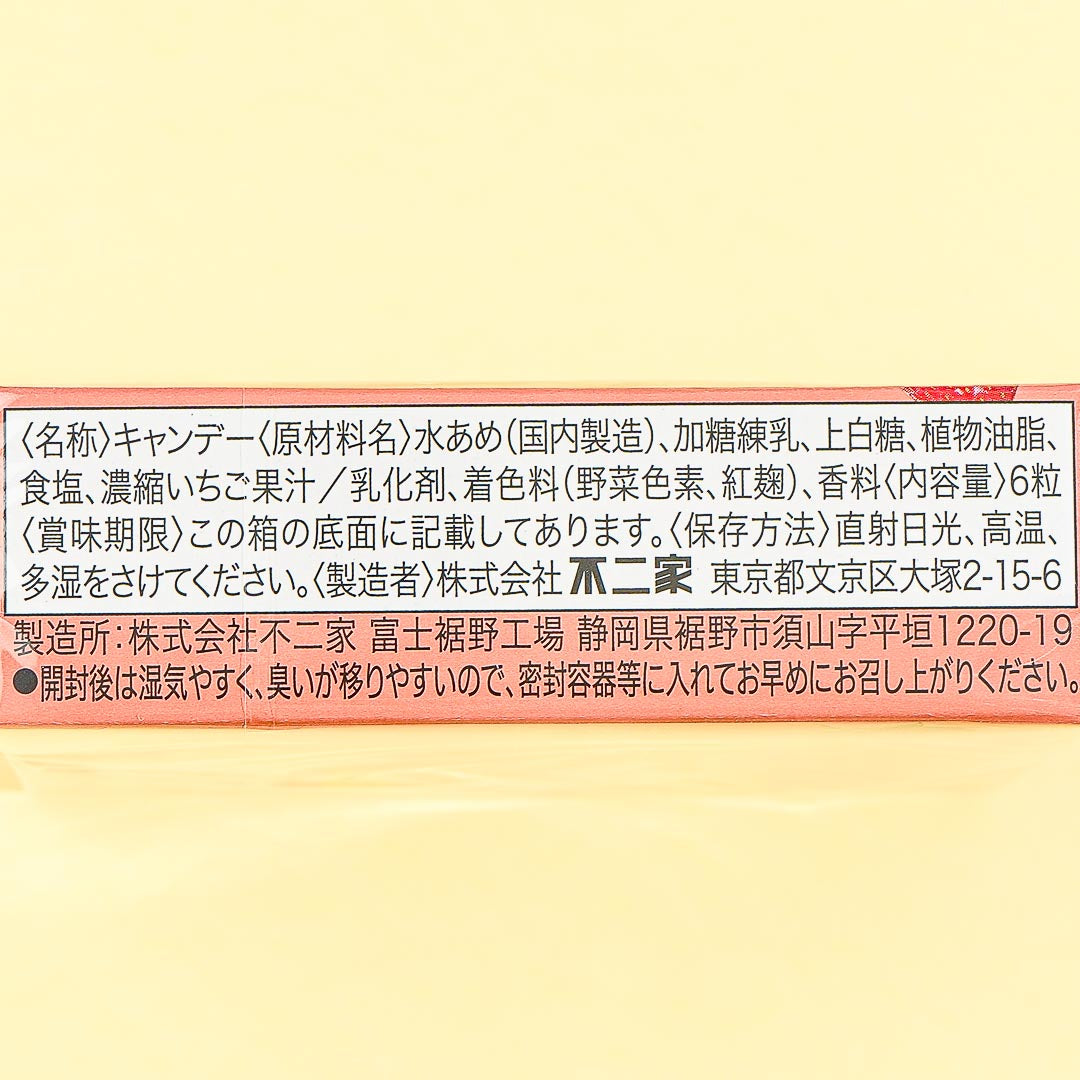 〈名称〉キャンデー〈原材料名〉水あめ(国内製造)、加糖練乳、上白糖、植物油脂、
食塩、濃縮いちご果汁／乳化剤、着色料(野菜色素、紅麹)、香料〈内容量〉6粒
〈賞味期限〉この箱の底面に記載してあります。〈保存方法〉直射日光、高温、
多湿をさけてください。〈製造者〉株式会社 不二家 東京都文京区大塚2-15-6
製造所：株式会社不二家 富士裾野工場 静岡県裾野市須山字平垣1220-19
●開封後は湿気やすく、臭いが移りやすいので、密封容器等に入れてお早めにお召し上がりください。